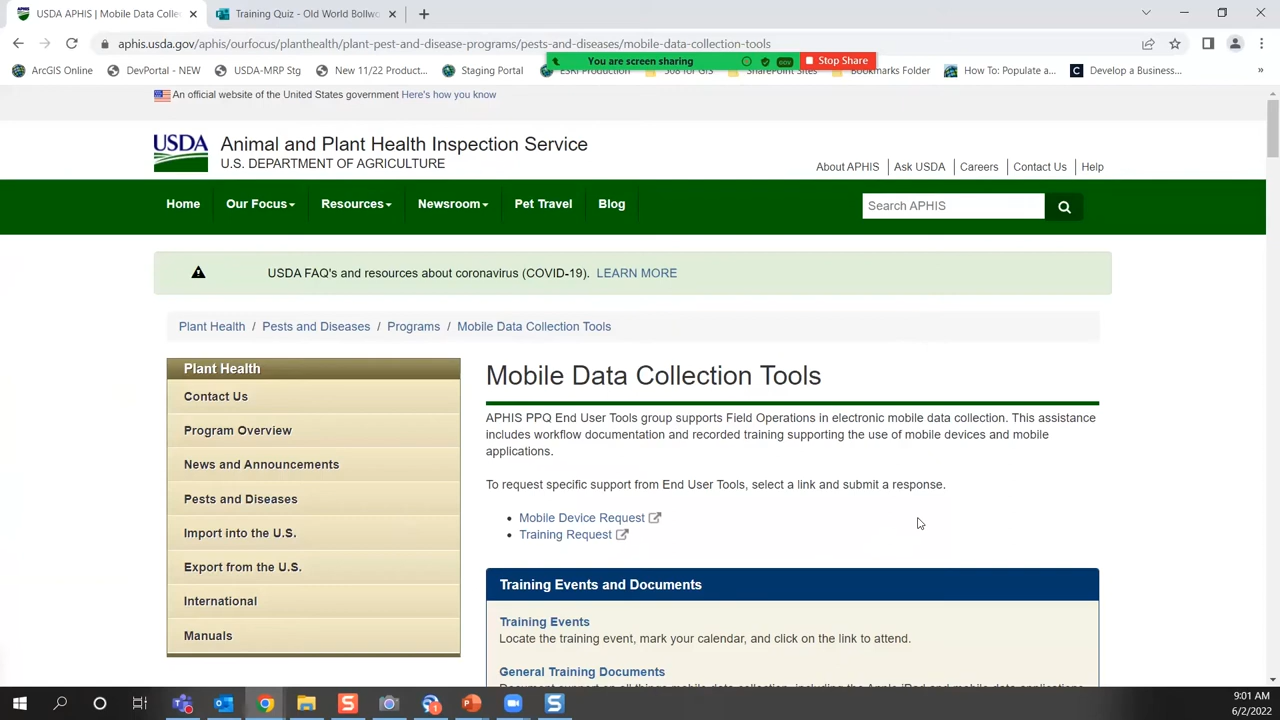 USDA APHIS | Mobile Data Colle
Training Quiz - Old World Bollwo
aphis.usda.gov/aphis/ourfocus/planthealth/plant-pest-and-disease-programs/pests-and-diseases/mobile-data-collection-tools
You are screen sharing
Stop Share
ArcGIS Online
DevPortal - NEW
USDA-MRP Stg
New 11/22 Product...
Staging Portal
ESRI Production
508 for GIS
SharePoint Sites
Bookmarks Folder
How To: Populate a...
Develop a Business...
»
An official website of the United States government Here's how you know
USDA
Animal and Plant Health Inspection Service
U.S. DEPARTMENT OF AGRICULTURE
About APHIS
Ask USDA
Careers
Contact Us
Help
Home
Our Focus
Resources
Newsroom
Pet Travel
Blog
Search APHIS
USDA FAQ's and resources about coronavirus (COVID-19). LEARN MORE
Plant Health / Pests and Diseases / Programs / Mobile Data Collection Tools
Plant Health
Contact Us
Program Overview
News and Announcements
Pests and Diseases
Import into the U.S.
Export from the U.S.
International
Manuals
Mobile Data Collection Tools
APHIS PPQ End User Tools group supports Field Operations in electronic mobile data collection. This assistance
includes workflow documentation and recorded training supporting the use of mobile devices and mobile
applications.
To request specific support from End User Tools, select a link and submit a response.
• Mobile Device Request
• Training Request
Training Events and Documents
Training Events
Locate the training event, mark your calendar, and click on the link to attend.
General Training Documents
9:01 AM
6/2/2022